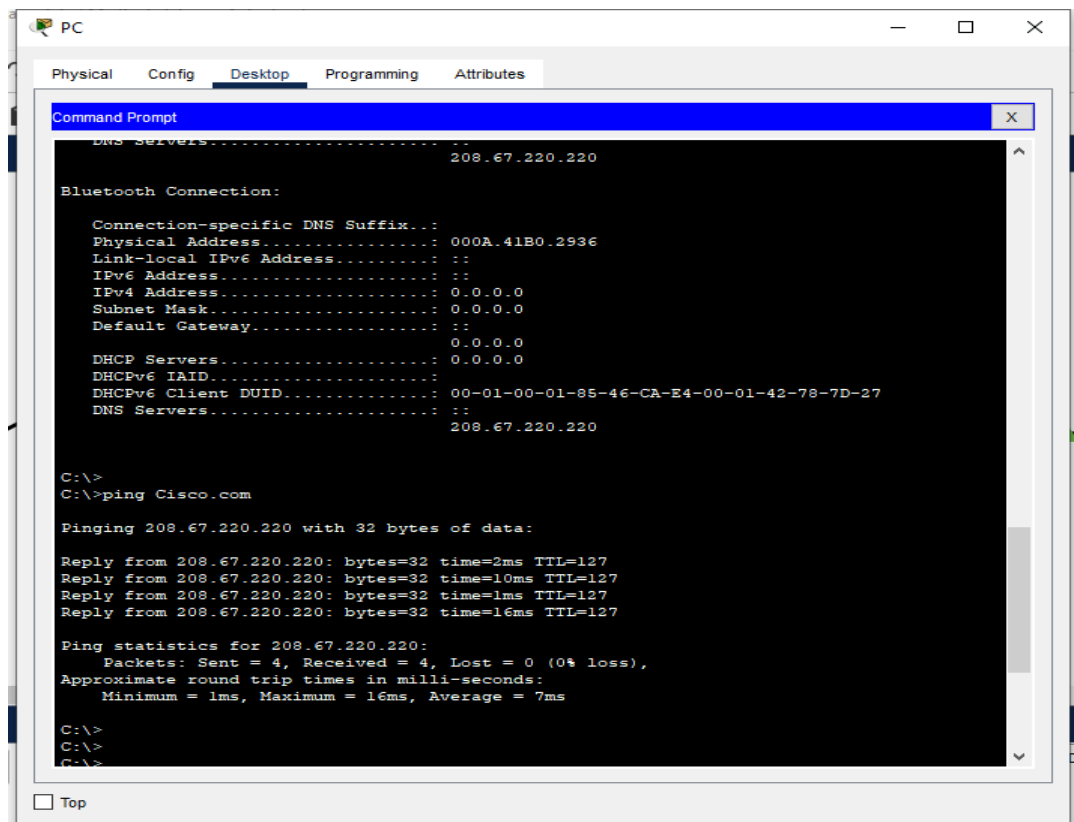 PC
Physical Config Desktop Programming Attributes
Command Prompt X
DNS Servers.....................: ::
208.67.220.220
Bluetooth Connection:
Connection-specific DNS Suffix..:
Physical Address................: 000A.41B0.2936
Link-local IPv6 Address.........: ::
IPv6 Address....................: ::
IPv4 Address....................: 0.0.0.0
Subnet Mask.....................: 0.0.0.0
Default Gateway.................: ::
0.0.0.0
DHCP Servers....................: 0.0.0.0
DHCPv6 IAID.....................:
DHCPv6 Client DUID..............: 00-01-00-01-85-46-CA-E4-00-01-42-78-7D-27
DNS Servers.....................: ::
208.67.220.220
C:\>
C:\>ping Cisco.com
Pinging 208.67.220.220 with 32 bytes of data:
Reply from 208.67.220.220: bytes=32 time=2ms TTL=127
Reply from 208.67.220.220: bytes=32 time=10ms TTL=127
Reply from 208.67.220.220: bytes=32 time=1ms TTL=127
Reply from 208.67.220.220: bytes=32 time=16ms TTL=127
Ping statistics for 208.67.220.220:
Packets: Sent = 4, Received = 4, Lost = 0 (0% loss),
Approximate round trip times in milli-seconds:
Minimum = 1ms, Maximum = 16ms, Average = 7ms
C:\>
C:\>
C:\>
Top